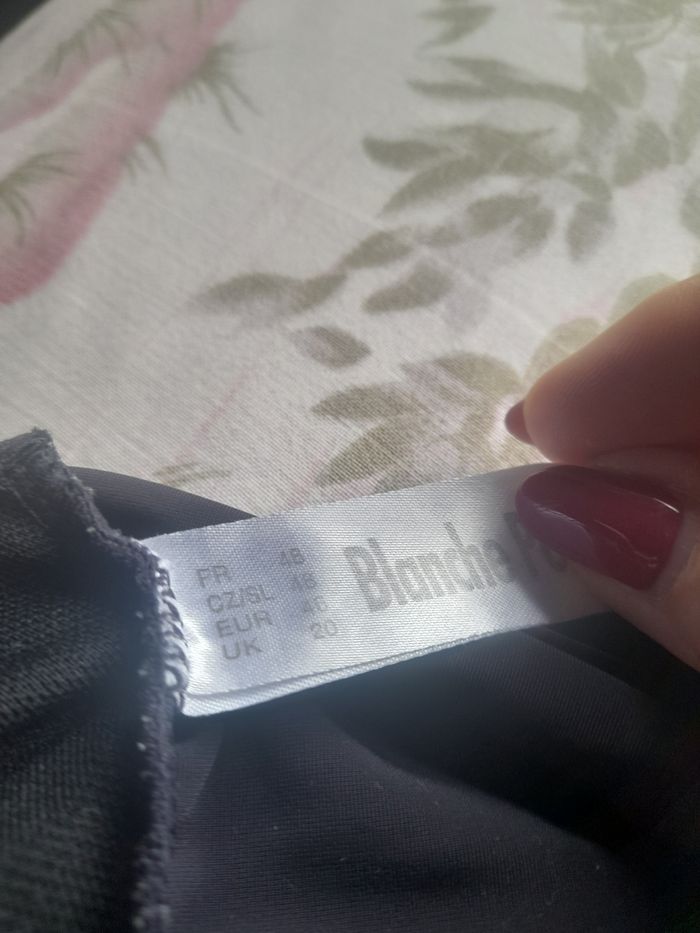 FR 48
CZ/SL 48
EUR 46
UK 20
Blanche